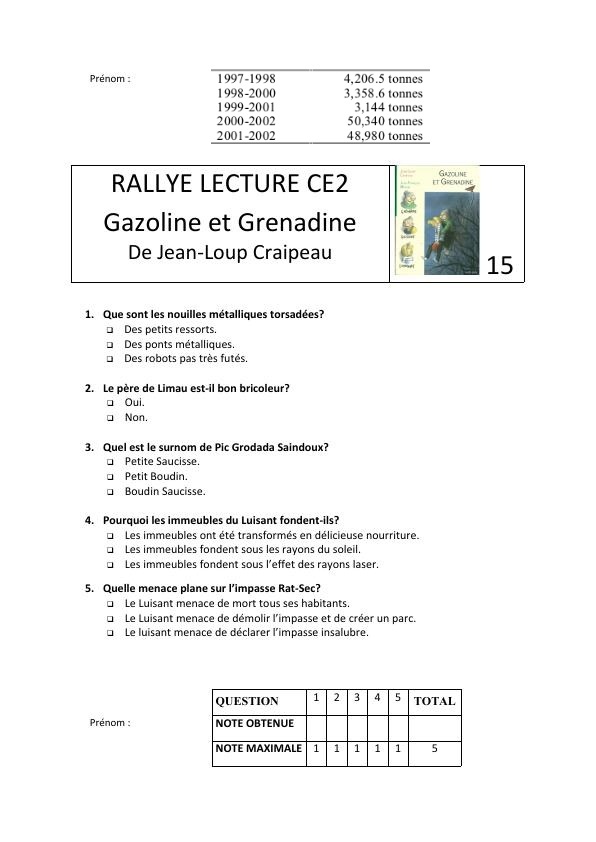 Prénom :
1997-1998 4,206.5 tonnes
1998-2000 3,358.6 tonnes
1999-2001 3,144 tonnes
2000-2002 50,340 tonnes
2001-2002 48,980 tonnes
RALLYE LECTURE CE2
Gazoline et Grenadine
De Jean-Loup Craipeau
GAZOLINE
ET GRENADINE
15
1. Que sont les nouilles métalliques torsadées?
❑ Des petits ressorts.
❑ Des ponts métalliques.
❑ Des robots pas très futés.
2. Le père de Limau est-il bon bricoleur?
❑ Oui.
❑ Non.
3. Quel est le surnom de Pic Grodada Saindoux?
❑ Petite Saucisse.
❑ Petit Boudin.
❑ Boudin Saucisse.
4. Pourquoi les immeubles du Luisant fondent-ils?
❑ Les immeubles ont été transformés en délicieuse nourriture.
❑ Les immeubles fondent sous les rayons du soleil.
❑ Les immeubles fondent sous l’effet des rayons laser.
5. Quelle menace plane sur l’impasse Rat-Sec?
❑ Le Luisant menace de mort tous ses habitants.
❑ Le Luisant menace de démolir l’impasse et de créer un parc.
❑ Le luisant menace de déclarer l’impasse insalubre.
Prénom :
QUESTION 1 2 3 4 5 TOTAL
NOTE OBTENUE
NOTE MAXIMALE 1 1 1 1 1 5